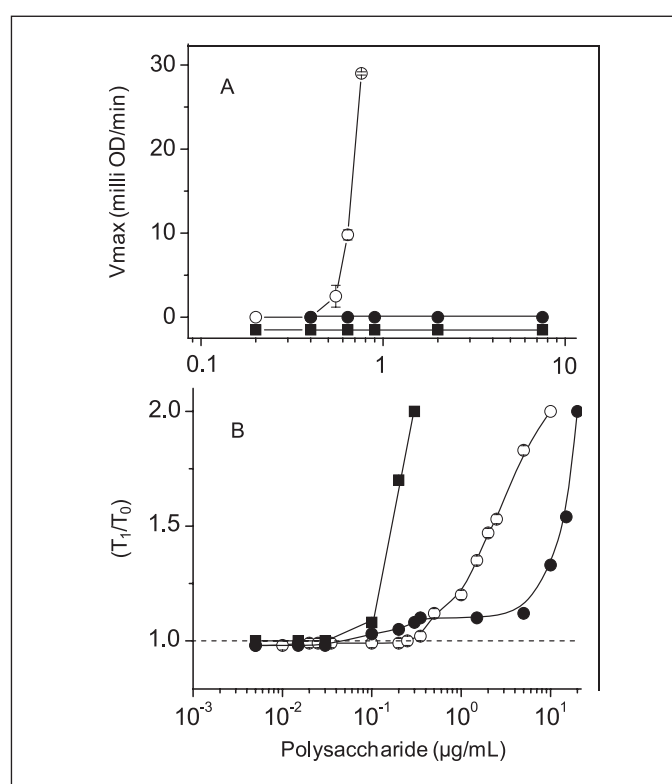 A
30
20
10
0
Vmax (milli OD/min)
0.1 1 10
B
2.0
1.5
1.0
(T₁/T₀)
10⁻³ 10⁻² 10⁻¹ 10⁰ 10¹
Polysaccharide (µg/mL)